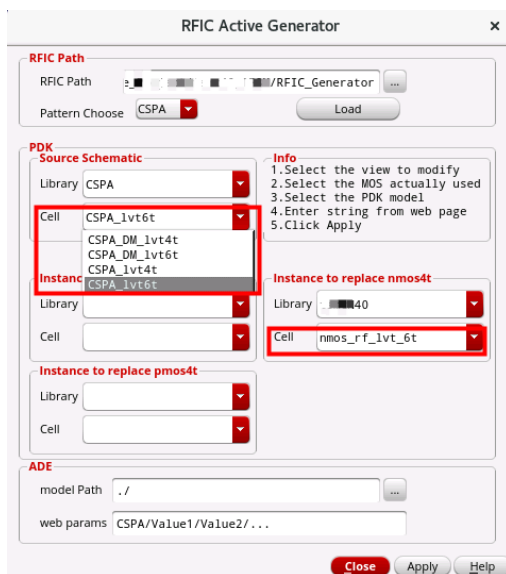 RFIC Active Generator
×
RFIC Path
RFIC Path /RFIC_Generator ...
Pattern Choose CSPA Load
PDK
Source Schematic
Library CSPA
Cell CSPA_lvt6t
CSPA_DM_lvt4t
CSPA_DM_lvt6t
CSPA_lvt4t
CSPA_lvt6t
Info
1.Select the view to modify
2.Select the MOS actually used
3.Select the PDK model
4.Enter string from web page
5.Click Apply
Library
Cell
Instance to replace nmos4t
Library 40
Cell nmos_rf_lvt_6t
Instance to replace pmos4t
Library
Cell
ADE
model Path ./ ...
web params CSPA/Value1/Value2/...
Close Apply Help